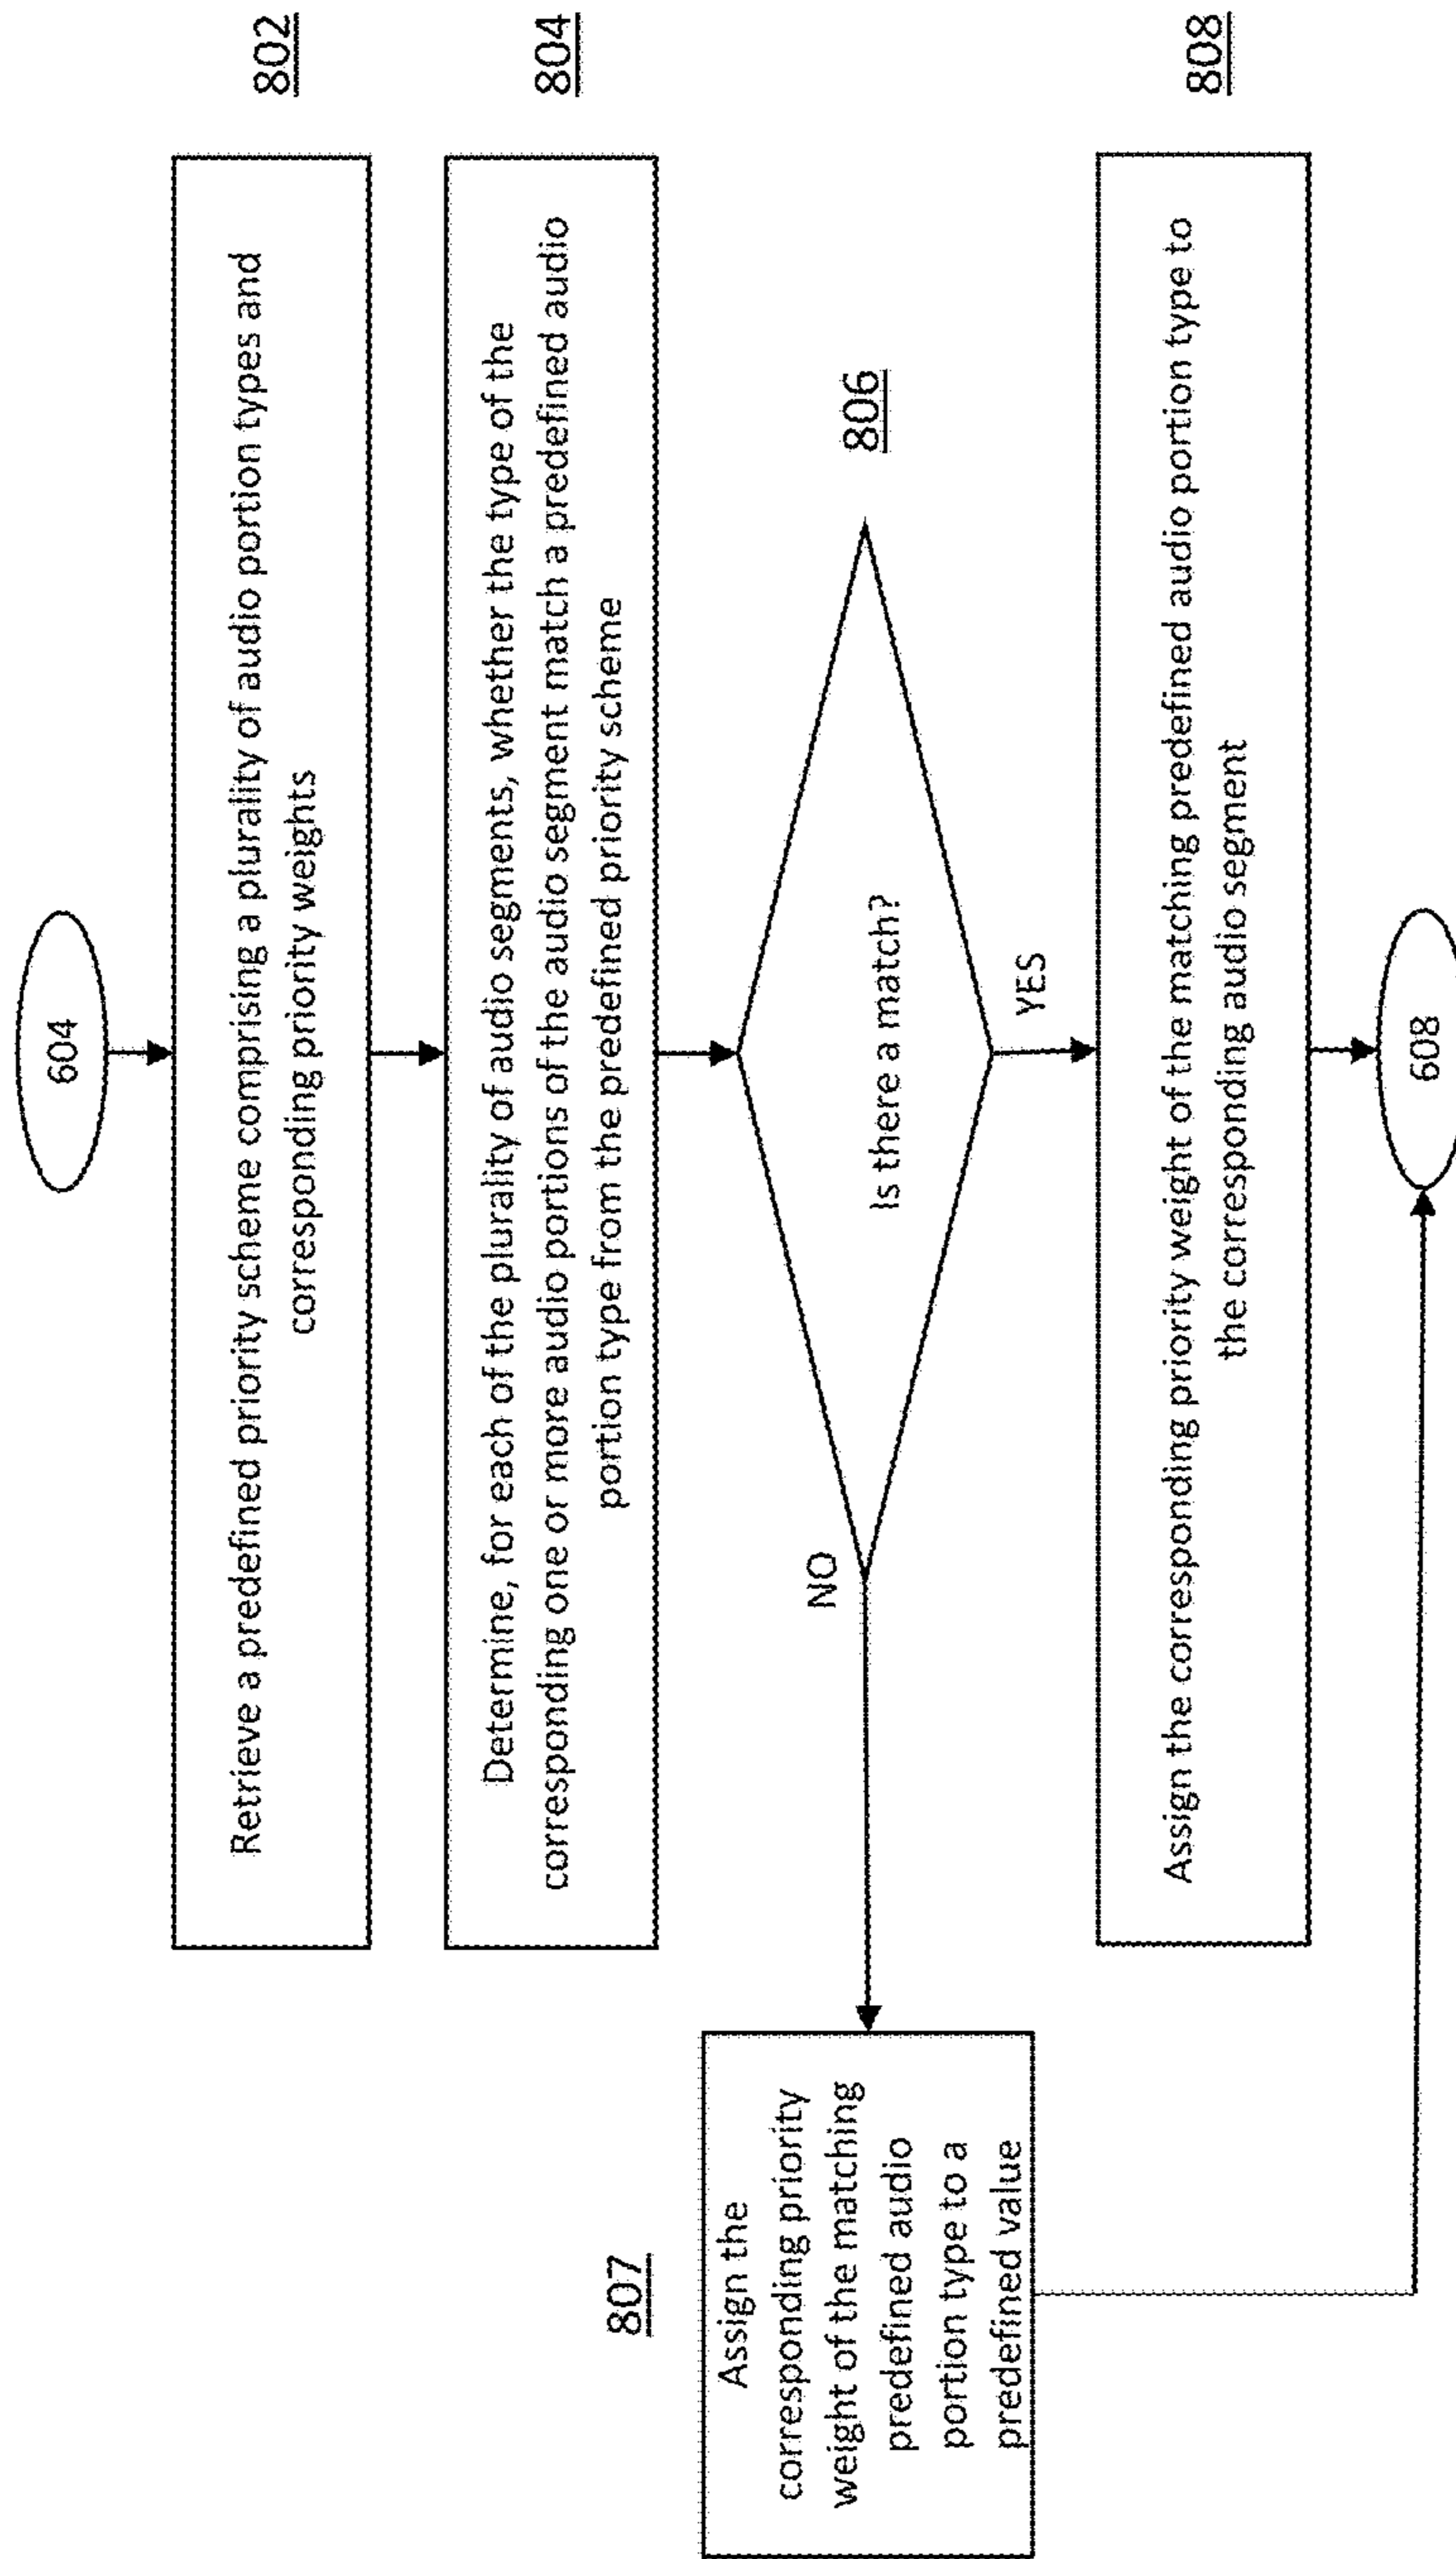 604
802
Retrieve a predefined priority scheme comprising a plurality of audio portion types and
corresponding priority weights
804
Determine, for each of the plurality of audio segments, whether the type of the
corresponding one or more audio portions of the audio segment match a predefined audio
portion type from the predefined priority scheme
806
Is there a match?
NO
YES
807
Assign the
corresponding priority
weight of the matching
predefined audio
portion type to a
predefined value
808
Assign the corresponding priority weight of the matching predefined audio portion type to
the corresponding audio segment
608